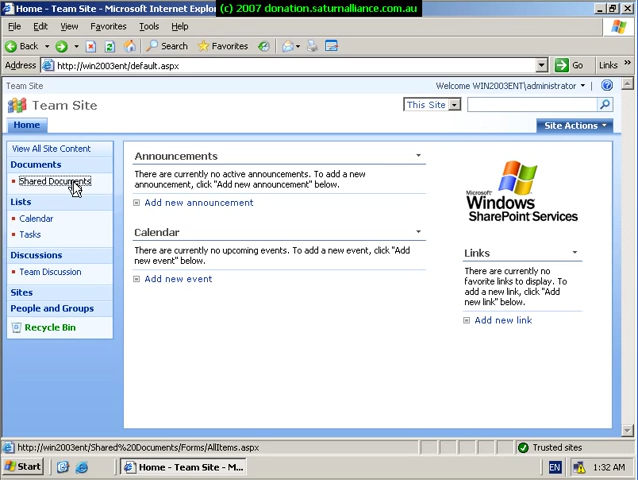 Home - Team Site - Microsoft Internet Explo
(c) 2007 donation.saturnalliance.com.au
File Edit View Favorites Tools Help
Back Search Favorites
Address http://win2003ent/default.aspx Go Links »
Team Site
Welcome WIN2003ENT\administrator
Team Site
This Site
Home
Site Actions
View All Site Content
Documents
Shared Documents
Lists
Calendar
Tasks
Discussions
Team Discussion
Sites
People and Groups
Recycle Bin
Announcements
There are currently no active announcements. To add a new
announcement, click "Add new announcement" below.
Add new announcement
Calendar
There are currently no upcoming events. To add a new event, click "Add
new event" below.
Add new event
Microsoft
Windows
SharePoint Services
Links
There are currently no
favorite links to display. To
add a new link, click "Add
new link" below.
Add new link
http://win2003ent/Shared%20Documents/Forms/AllItems.aspx
Trusted sites
Start
Home - Team Site - M...
EN
1:32 AM